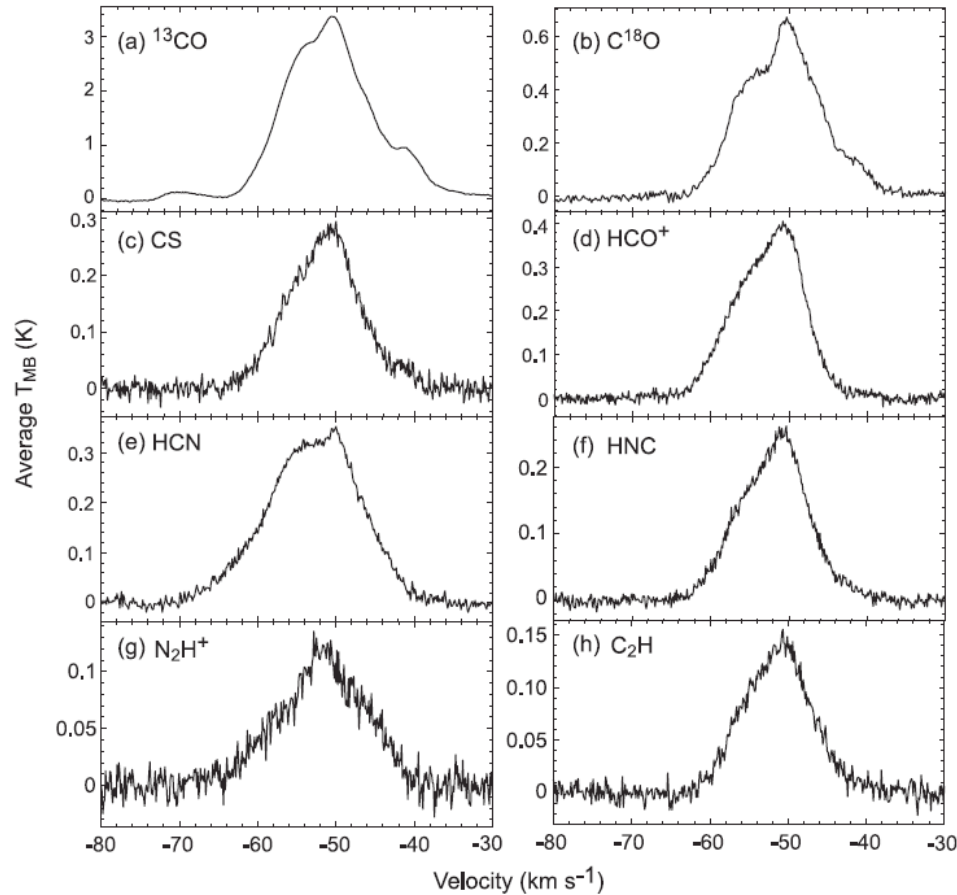 (a) ¹³CO
(b) C¹⁸O
3
2
1
0
0.6
0.4
0.2
0
(c) CS
(d) HCO⁺
0.3
0.2
0.1
0
0.4
0.3
0.2
0.1
0
(e) HCN
(f) HNC
0.3
0.2
0.1
0
0.2
0.1
0
(g) N₂H⁺
(h) C₂H
0.1
0.05
0
0.15
0.10
0.05
0
-80 -70 -60 -50 -40 -30
-80 -70 -60 -50 -40 -30
Average T_MB (K)
Velocity (km s⁻¹)